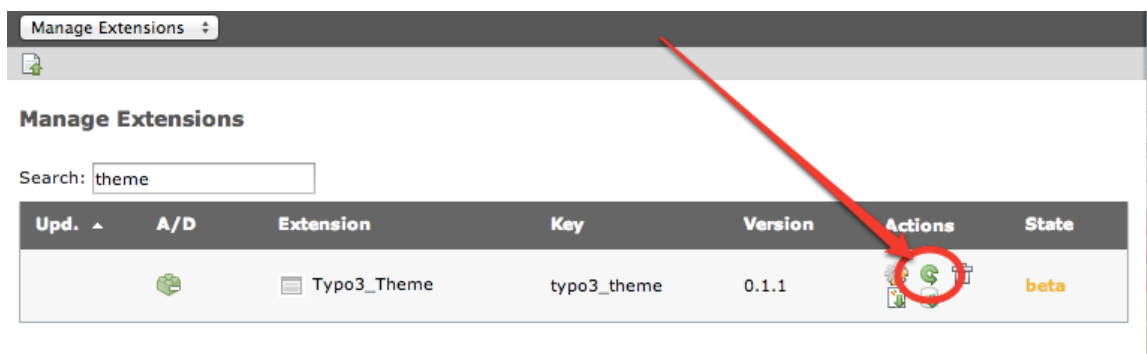 Manage Extensions
Manage Extensions
Search: theme
Upd. A/D Extension Key Version Actions State
Typo3_Theme typo3_theme 0.1.1 beta